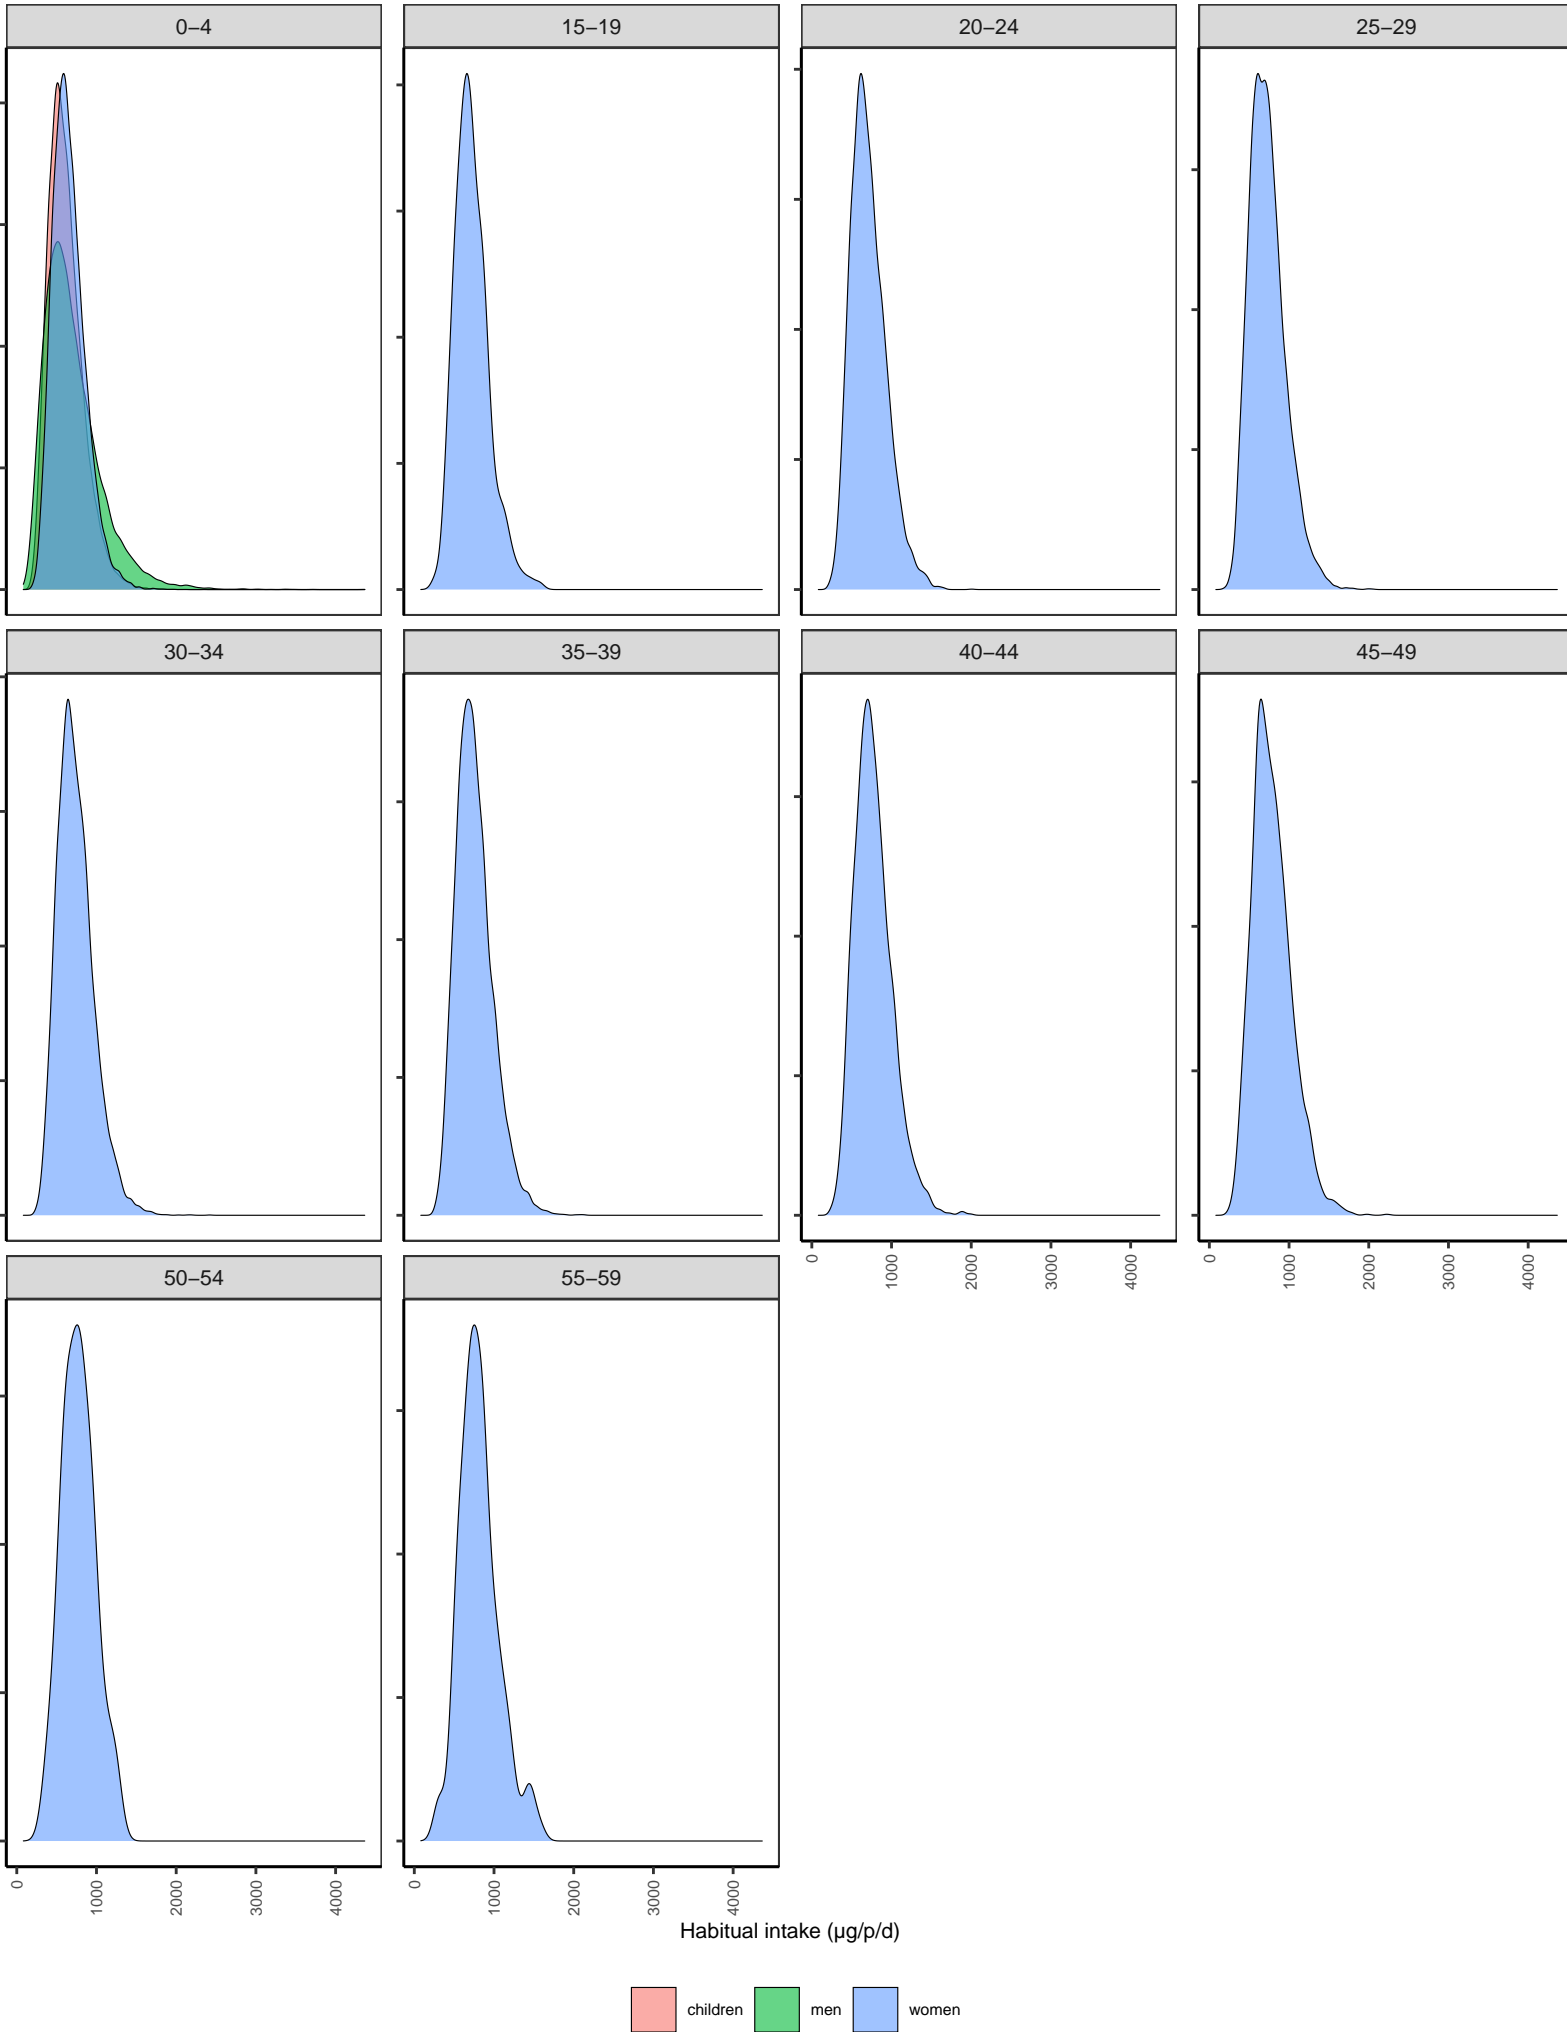 0–4 15–19 20–24 25–29
30–34 35–39 40–44 45–49
0 1000 2000 3000 4000 0 1000 2000 3000 4000
50–54 55–59
0 1000 2000 3000 4000 0 1000 2000 3000 4000
Habitual intake (µg/p/d)
children men women